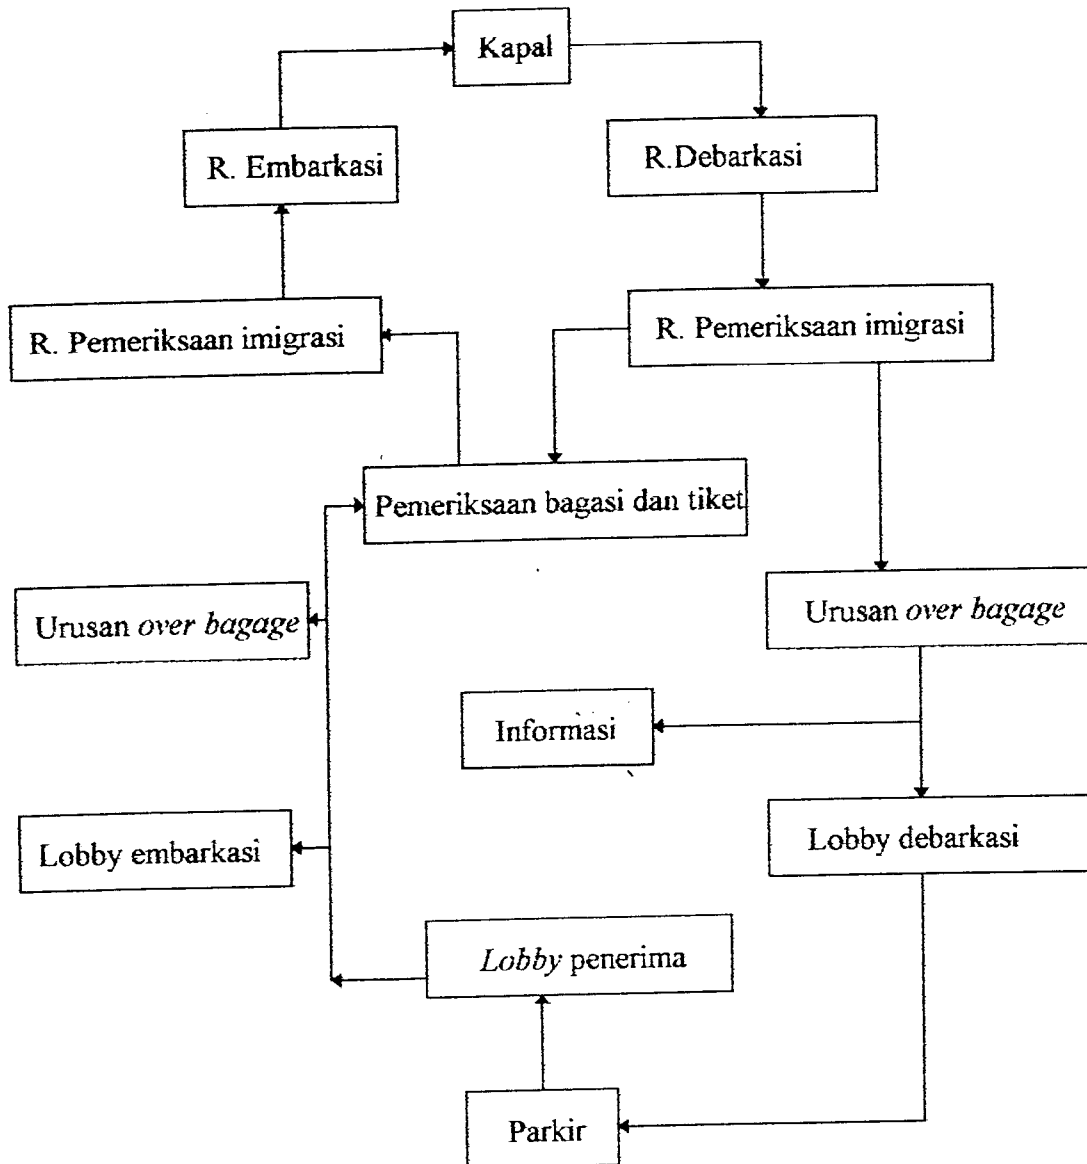 Kapal
R. Embarkasi
R.Debarkasi
R. Pemeriksaan imigrasi
R. Pemeriksaan imigrasi
Pemeriksaan bagasi dan tiket
Urusan over bagage
Urusan over bagage
Informasi
Lobby embarkasi
Lobby debarkasi
Lobby penerima
Parkir